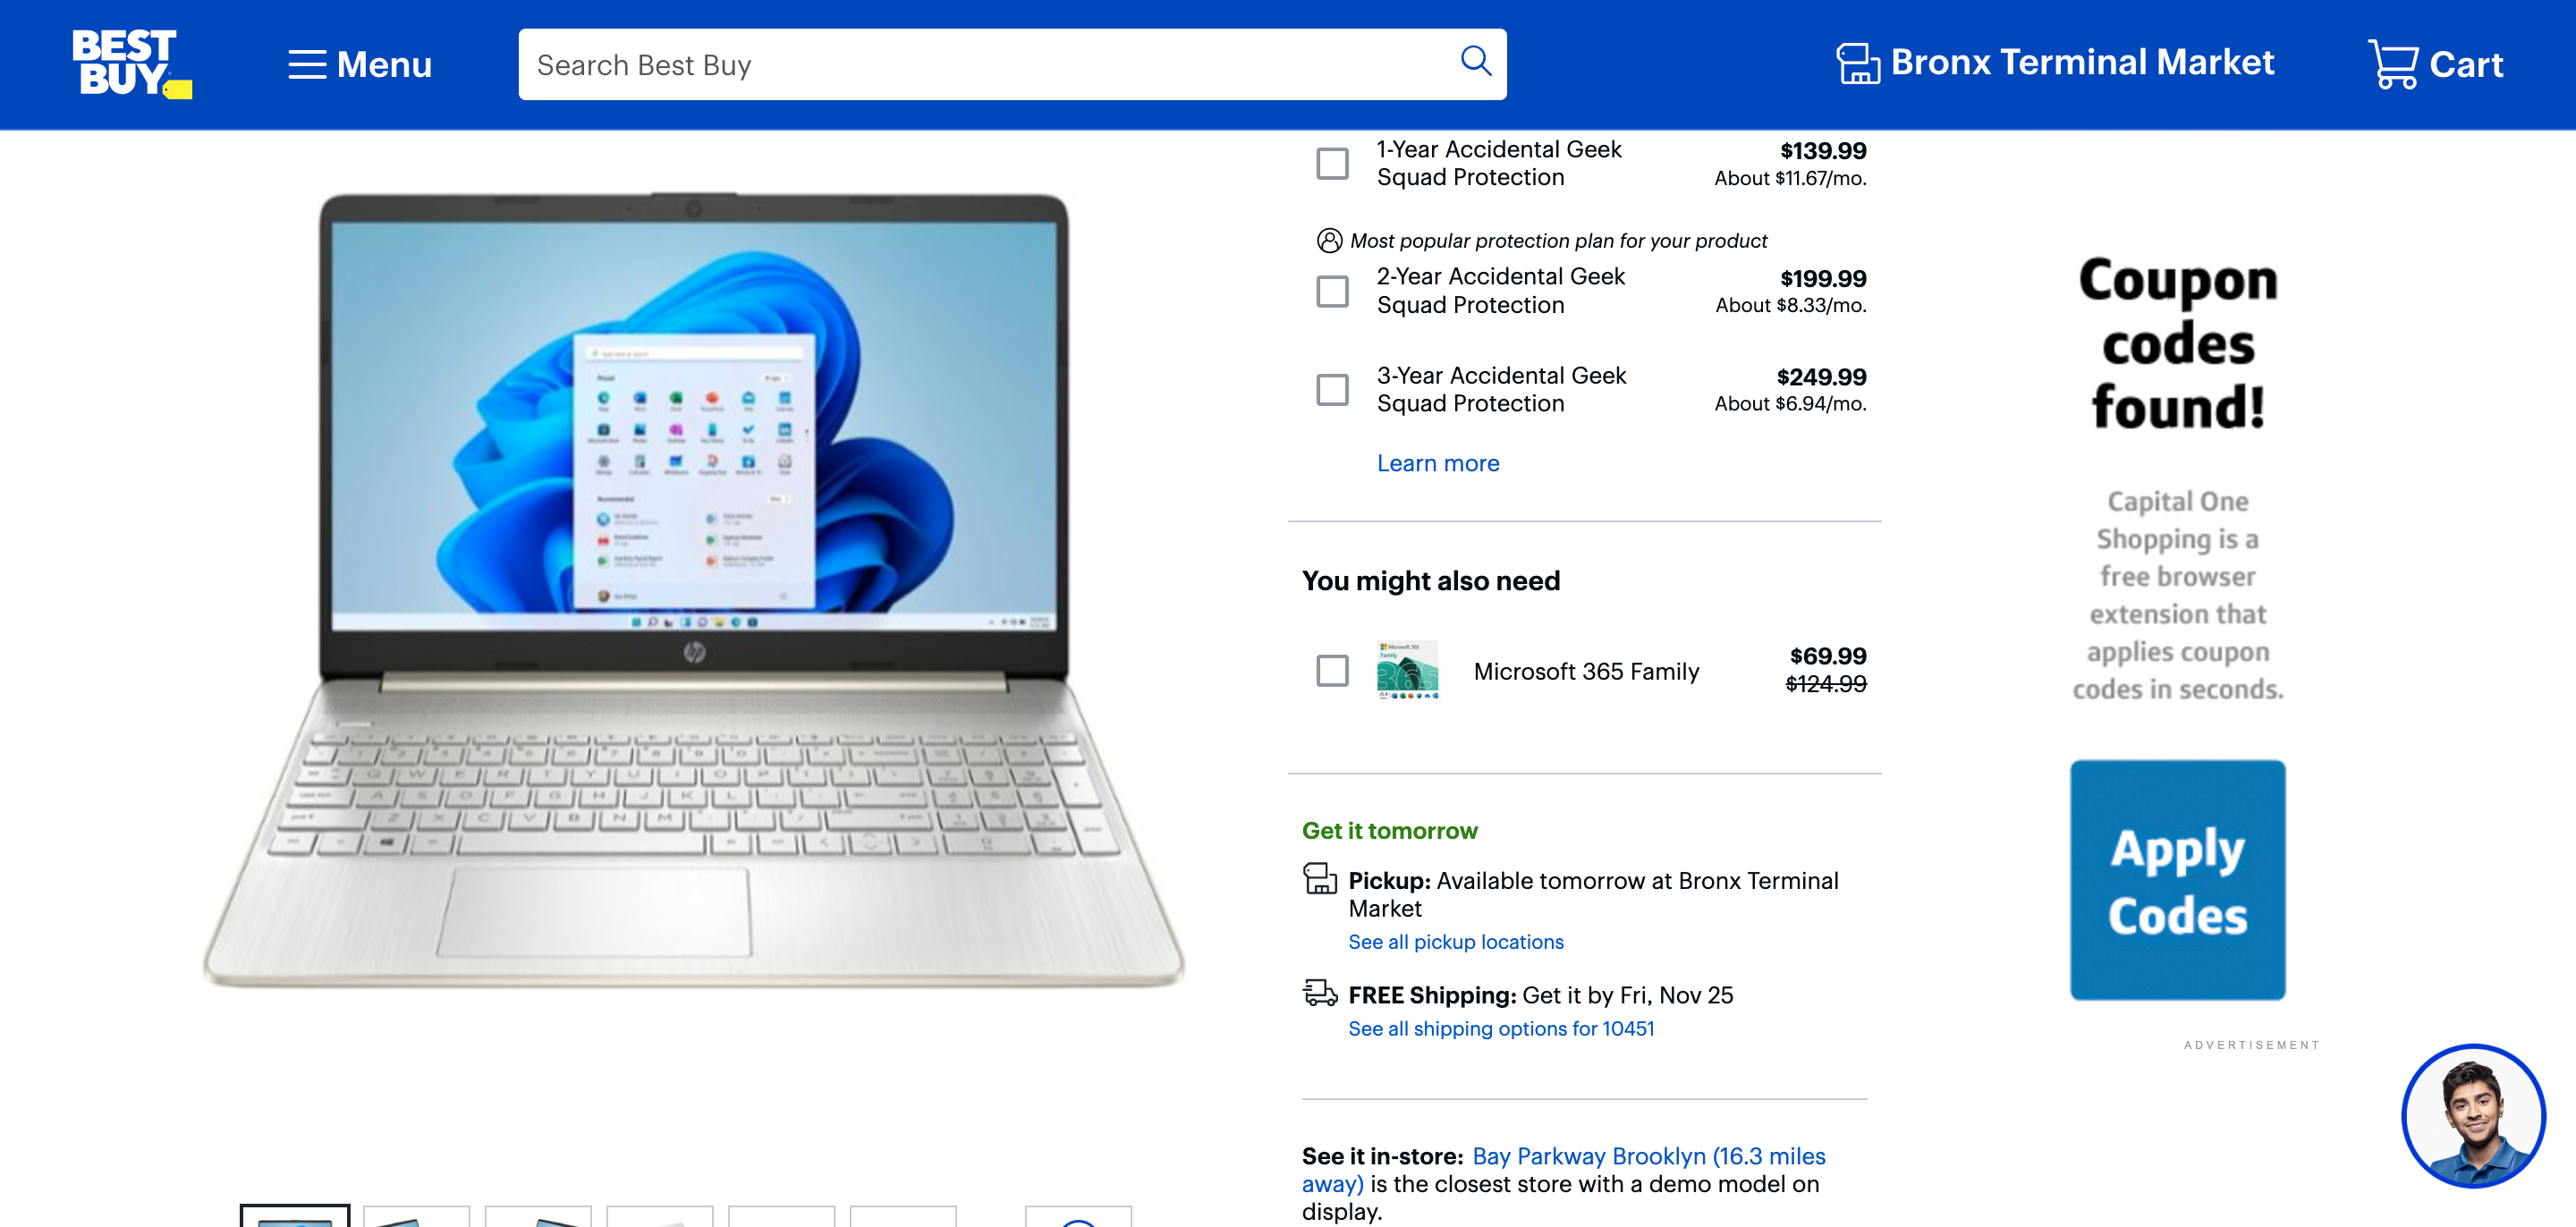 BEST
BUY
Menu
Search Best Buy
Bronx Terminal Market
Cart
1-Year Accidental Geek
Squad Protection
$139.99
About $11.67/mo.
Most popular protection plan for your product
2-Year Accidental Geek
Squad Protection
$199.99
About $8.33/mo.
3-Year Accidental Geek
Squad Protection
$249.99
About $6.94/mo.
Learn more
You might also need
Microsoft 365
Family
365
Microsoft 365 Family
$69.99
$124.99
Get it tomorrow
Pickup: Available tomorrow at Bronx Terminal
Market
See all pickup locations
FREE Shipping: Get it by Fri, Nov 25
See all shipping options for 10451
See it in-store: Bay Parkway Brooklyn (16.3 miles
away) is the closest store with a demo model on
display.
Coupon
codes
found!
Capital One
Shopping is a
free browser
extension that
applies coupon
codes in seconds.
Apply
Codes
ADVERTISEMENT
hp